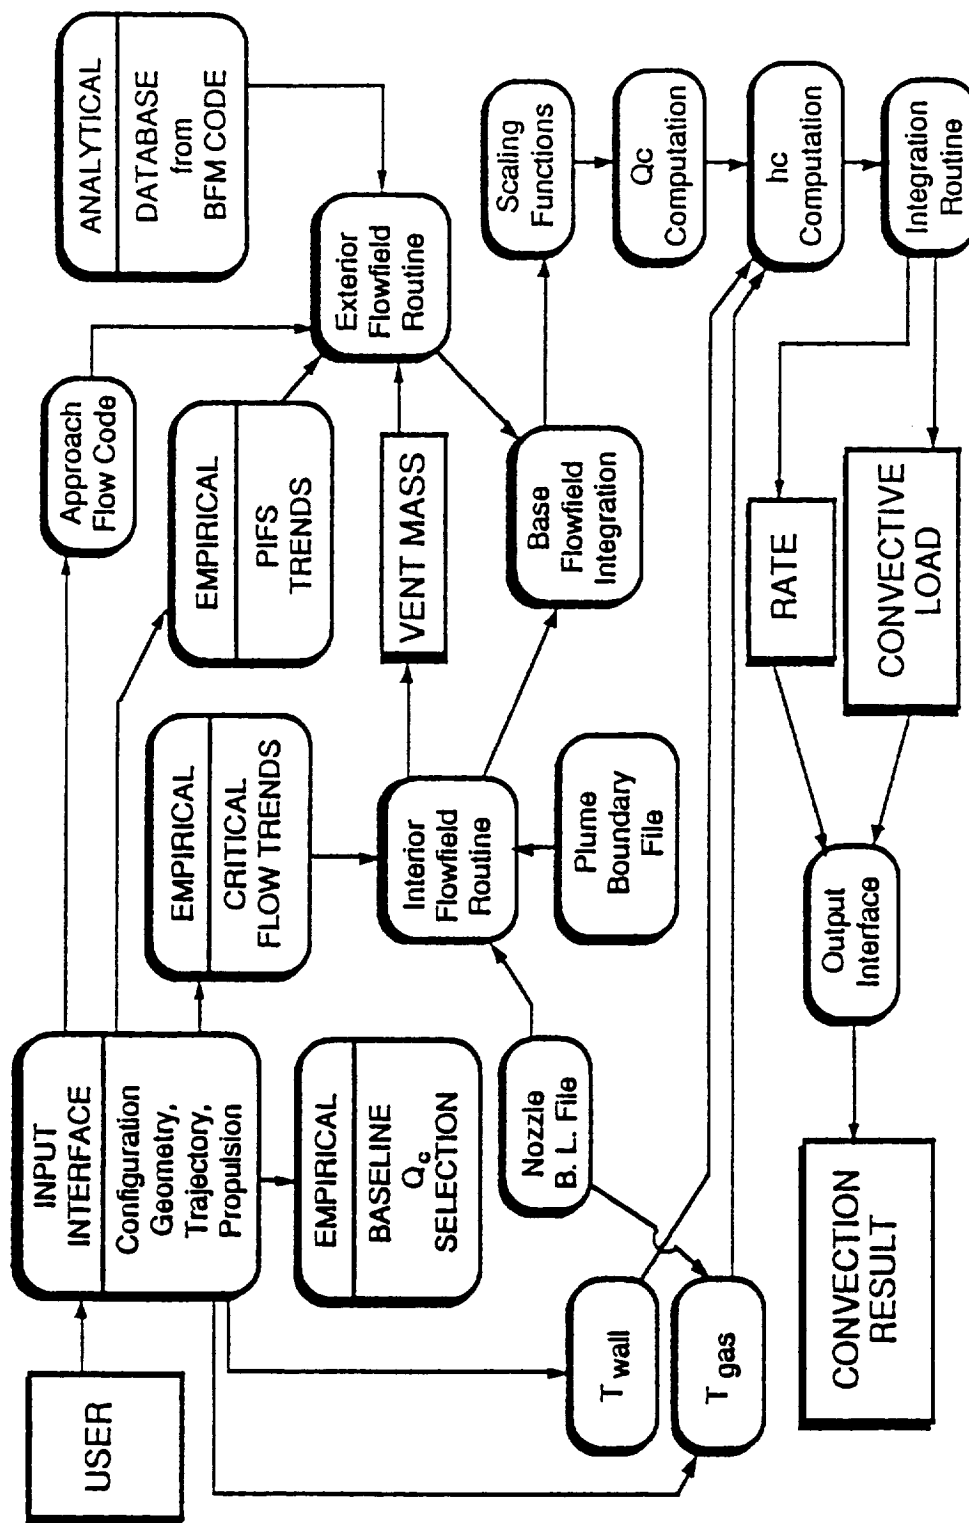 USER
INPUT
INTERFACE
Configuration
Geometry,
Trajectory,
Propulsion
Approach
Flow Code
ANALYTICAL
DATABASE
from
BFM CODE
EMPIRICAL
PIFS
TRENDS
EMPIRICAL
CRITICAL
FLOW TRENDS
EMPIRICAL
BASELINE
Qc
SELECTION
Exterior
Flowfield
Routine
VENT MASS
Interior
Flowfield
Routine
Base
Flowfield
Integration
Nozzle
B. L. File
Plume
Boundary
File
Scaling
Functions
Qc
Computation
hc
Computation
Integration
Routine
T wall
T gas
RATE
CONVECTIVE
LOAD
Output
Interface
CONVECTION
RESULT